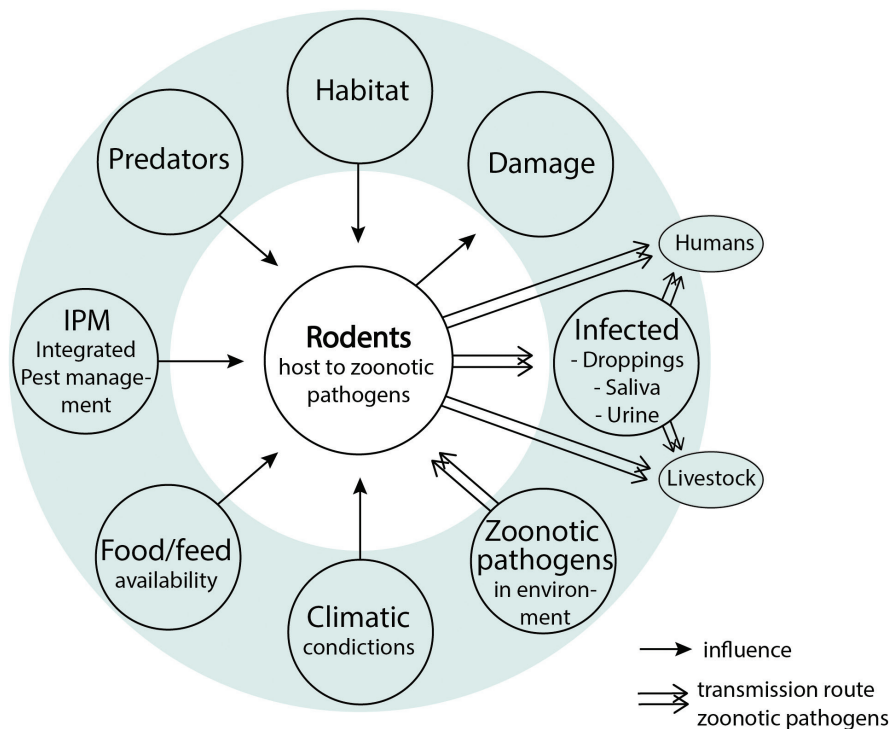 Habitat
Predators
Damage
Humans
IPM
Integrated
Pest manage-
ment
Rodents
host to zoonotic
pathogens
Infected
- Droppings
- Saliva
- Urine
Livestock
Food/feed
availability
Climatic
condictions
Zoonotic
pathogens
in environ-
ment
influence
transmission route
zoonotic pathogens